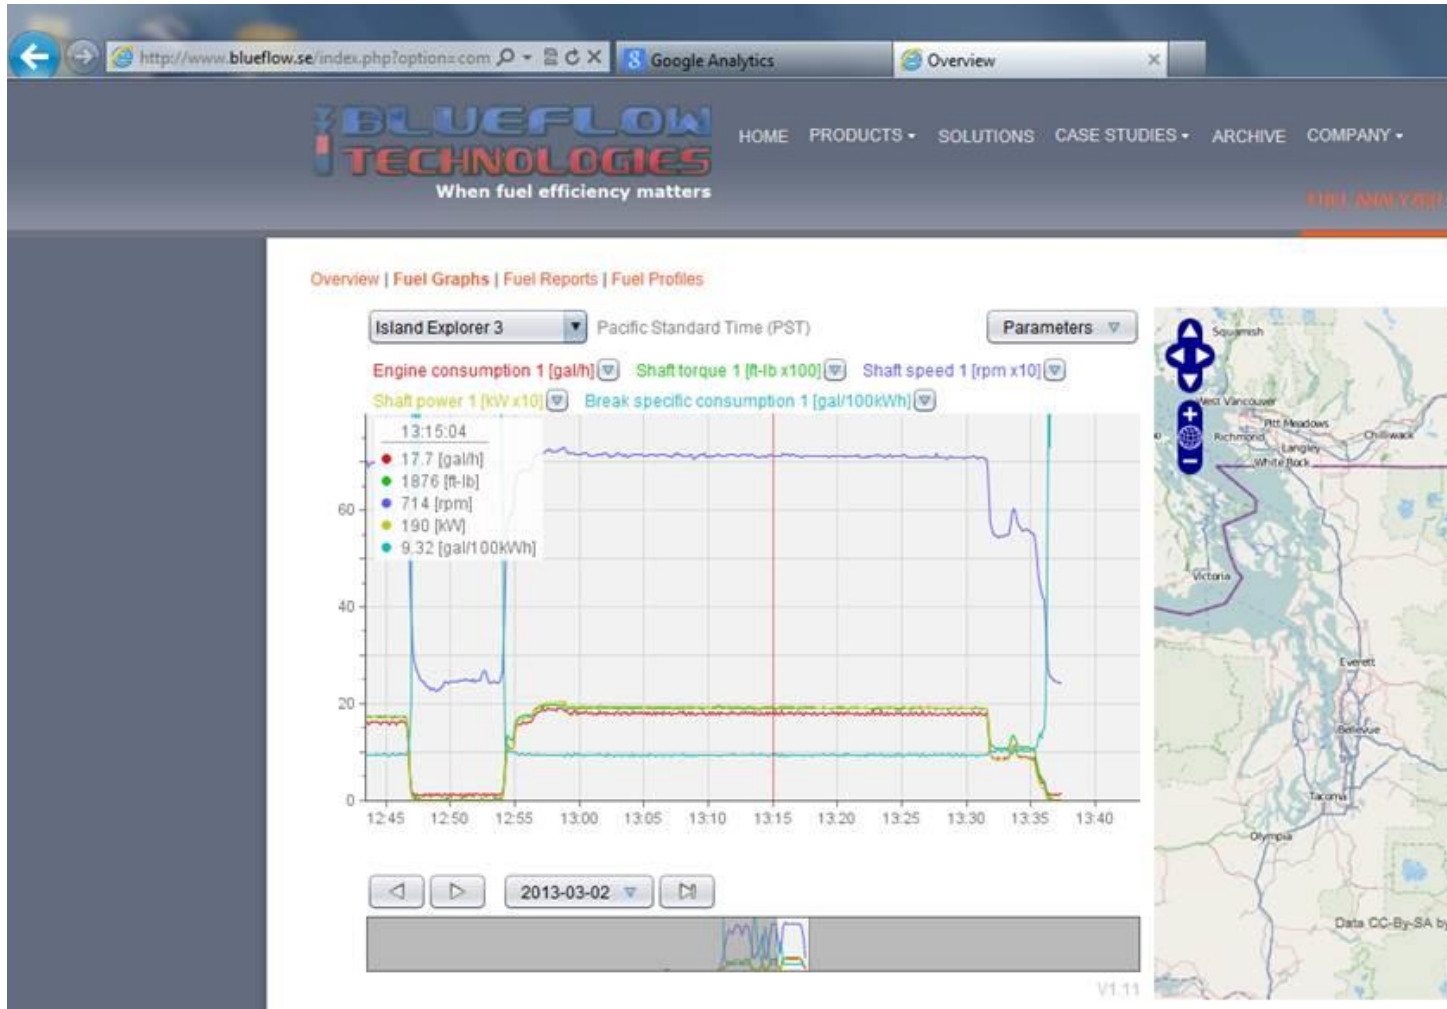 http://www.blueflow.se/index.php?option=com
Google Analytics
Overview
BLUEFLOW
TECHNOLOGIES
When fuel efficiency matters
HOME PRODUCTS SOLUTIONS CASE STUDIES ARCHIVE COMPANY
FUEL ANALYZER
Overview | Fuel Graphs | Fuel Reports | Fuel Profiles
Island Explorer 3 Pacific Standard Time (PST) Parameters
Engine consumption 1 [gal/h] Shaft torque 1 [ft-lb x100] Shaft speed 1 [rpm x10]
Shaft power 1 [kW x10] Break specific consumption 1 [gal/100kWh]
13:15:04
17.7 [gal/h]
1876 [ft-lb]
714 [rpm]
190 [kW]
9.32 [gal/100kWh]
60
40
20
0
12:45 12:50 12:55 13:00 13:05 13:10 13:15 13:20 13:25 13:30 13:35 13:40
2013-03-02
V1.11
Squamish
West Vancouver
Pitt Meadows
Richmond
Langley
Chilliwack
White Rock
Victoria
Everett
Bellevue
Tacoma
Olympia
Data CC-By-SA by